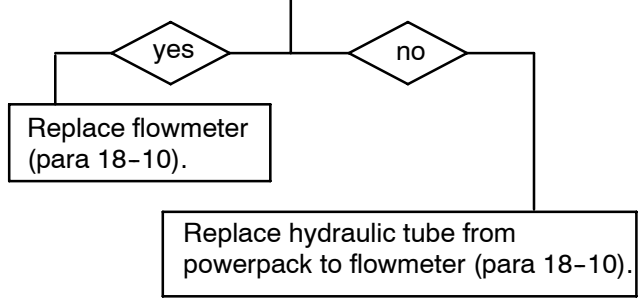 yes
no
Replace flowmeter
(para 18-10).
Replace hydraulic tube from
powerpack to flowmeter (para 18-10).